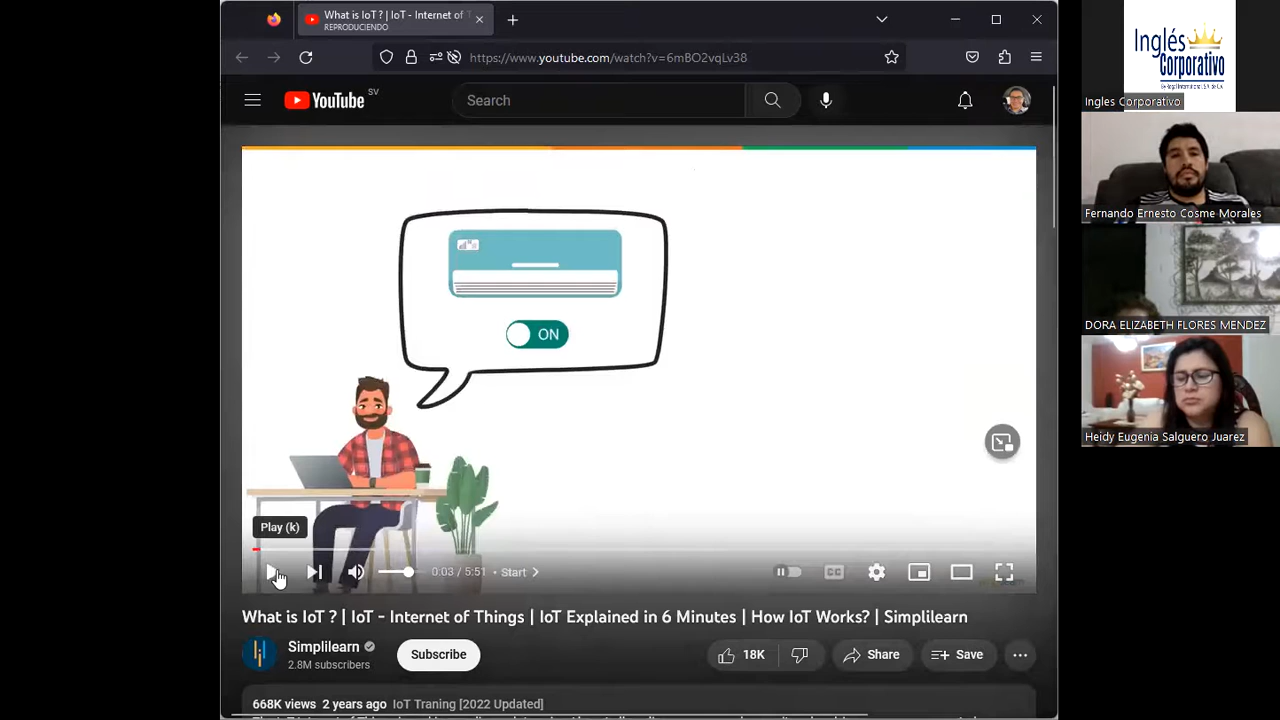 What is IoT ? | IoT - Internet of T
REPRODUCIENDO
https://www.youtube.com/watch?v=6mBO2vqLv38
YouTube SV
Search
ON
Play (k)
0:03 / 5:51 • Start
CC
What is IoT ? | IoT - Internet of Things | IoT Explained in 6 Minutes | How IoT Works? | Simplilearn
Simplilearn
2.8M subscribers
Subscribe
18K
Share
Save
668K views 2 years ago IoT Traning [2022 Updated]
Inglés
Corporativo
Ingles Corporativo
Fernando Ernesto Cosme Morales
DORA ELIZABETH FLORES MENDEZ
Heidy Eugenia Salguero Juarez